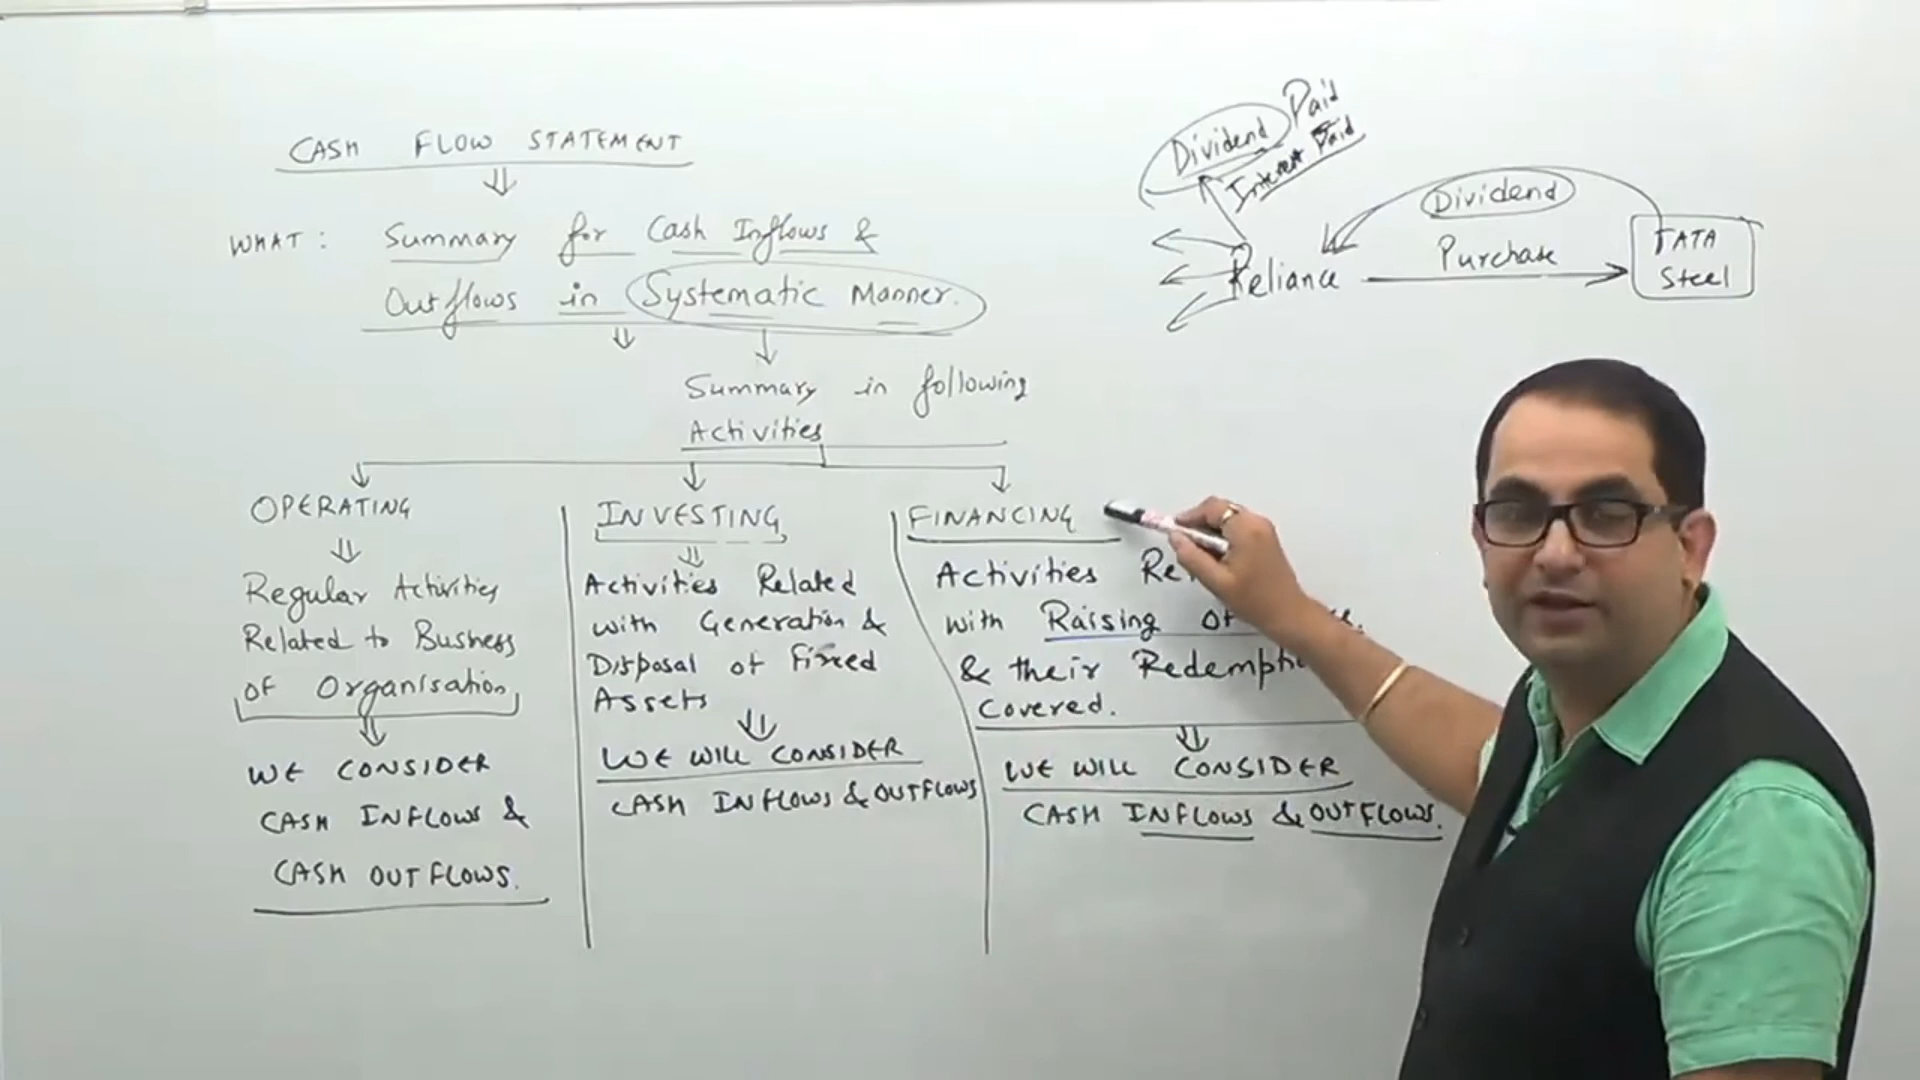 CASH FLOW STATEMENT
WHAT : Summary for Cash Inflows &
Outflows in Systematic Manner.
Summary in following
Activities
OPERATING
Regular Activities
Related to Business
of Organisation
WE CONSIDER
CASH INFLOWS &
CASH OUTFLOWS.
INVESTING
Activities Related
with Generation &
Disposal of Fixed
Assets
WE WILL CONSIDER
CASH INFLOWS & OUTFLOWS
FINANCING
Activities
with Raising of
& their
Covered.
WE WILL CONSIDER
CASH INFLOWS & OUTFLOWS.
Dividend Paid
Interest Paid
Reliance
Dividend
Purchase
TATA
Steel